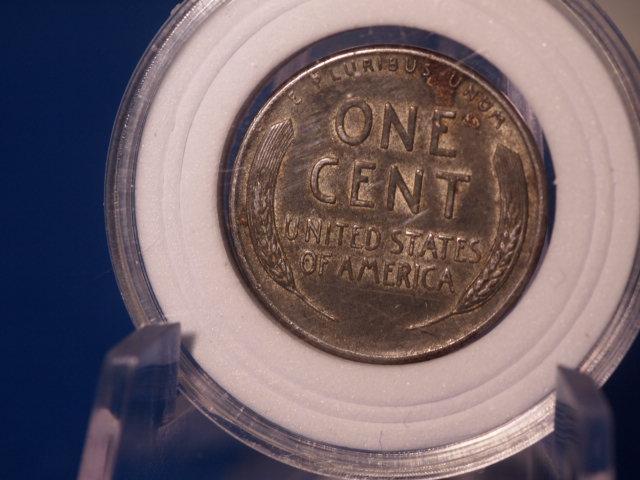 E PLURIBUS UNUM
ONE
CENT
UNITED STATES
OF AMERICA